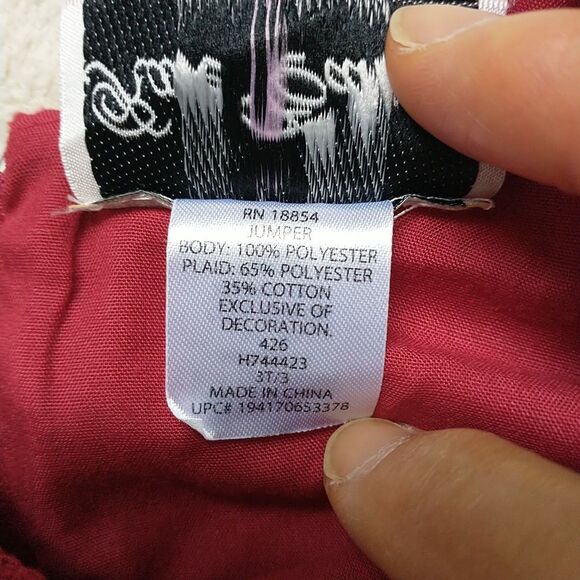 RN 18854
JUMPER
BODY: 100% POLYESTER
PLAID: 65% POLYESTER
35% COTTON
EXCLUSIVE OF
DECORATION.
426
H744423
3T/3
MADE IN CHINA
UPC# 194170653378